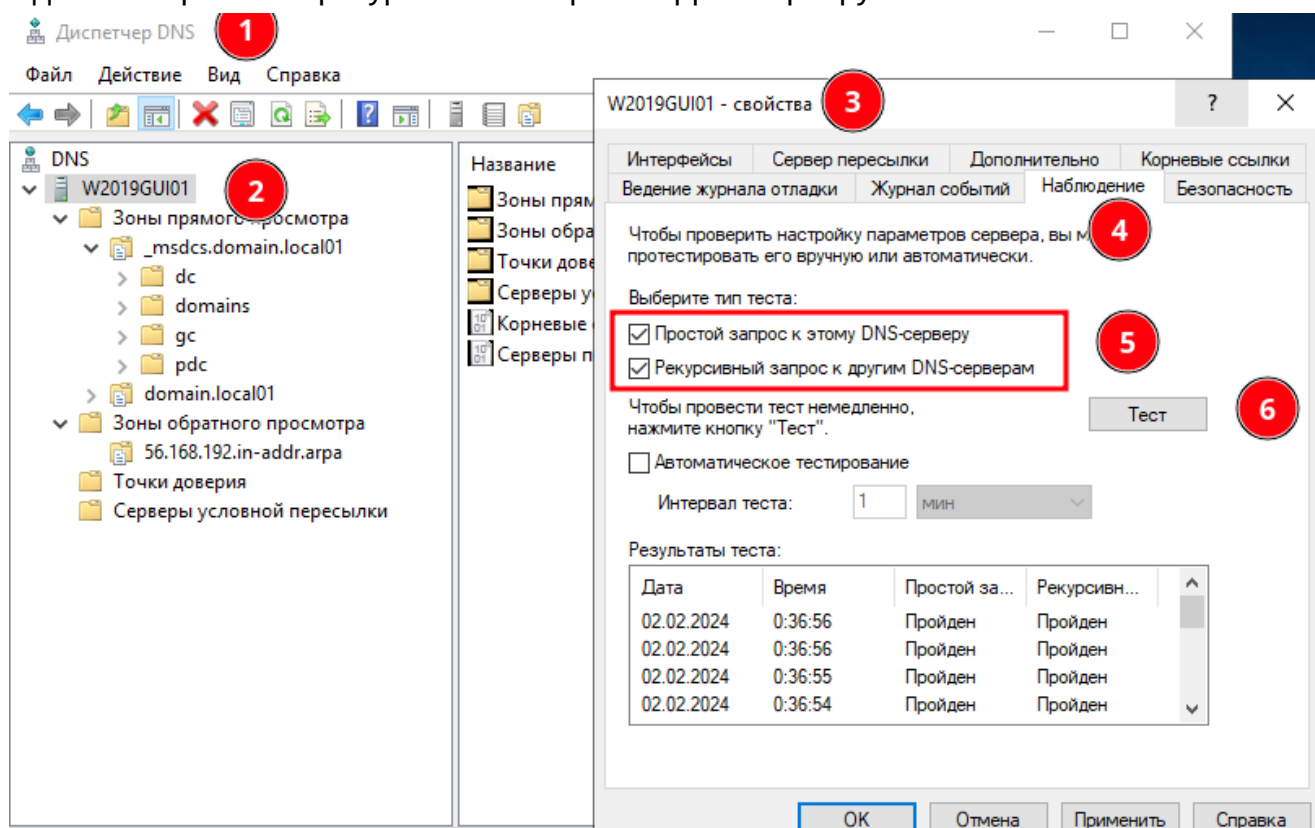 Диспетчер DNS
1
Файл Действие Вид Справка
DNS
W2019GUI01
2
Зоны прямого просмотра
_msdcs.domain.local01
dc
domains
gc
pdc
domain.local01
Зоны обратного просмотра
56.168.192.in-addr.arpa
Точки доверия
Серверы условной пересылки
Название
Зоны прям
Зоны обра
Точки дове
Серверы у
Корневые
Серверы п
W2019GUI01 - свойства
3
?
Интерфейсы Сервер пересылки Дополнительно Корневые ссылки
Ведение журнала отладки Журнал событий Наблюдение Безопасность
4
Чтобы проверить настройку параметров сервера, вы м
протестировать его вручную или автоматически.
Выберите тип теста:
Простой запрос к этому DNS-серверу
Рекурсивный запрос к другим DNS-серверам
5
Чтобы провести тест немедленно,
нажмите кнопку "Тест".
Тест
6
Автоматическое тестирование
Интервал теста: 1 мин
Результаты теста:
Дата Время Простой за... Рекурсивн...
02.02.2024 0:36:56 Пройден Пройден
02.02.2024 0:36:56 Пройден Пройден
02.02.2024 0:36:55 Пройден Пройден
02.02.2024 0:36:54 Пройден Пройден
OK Отмена Применить Справка